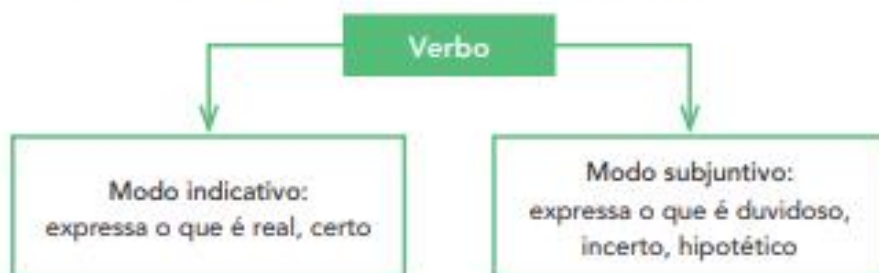 Verbo
Modo indicativo:
expressa o que é real, certo
Modo subjuntivo:
expressa o que é duvidoso,
incerto, hipotético